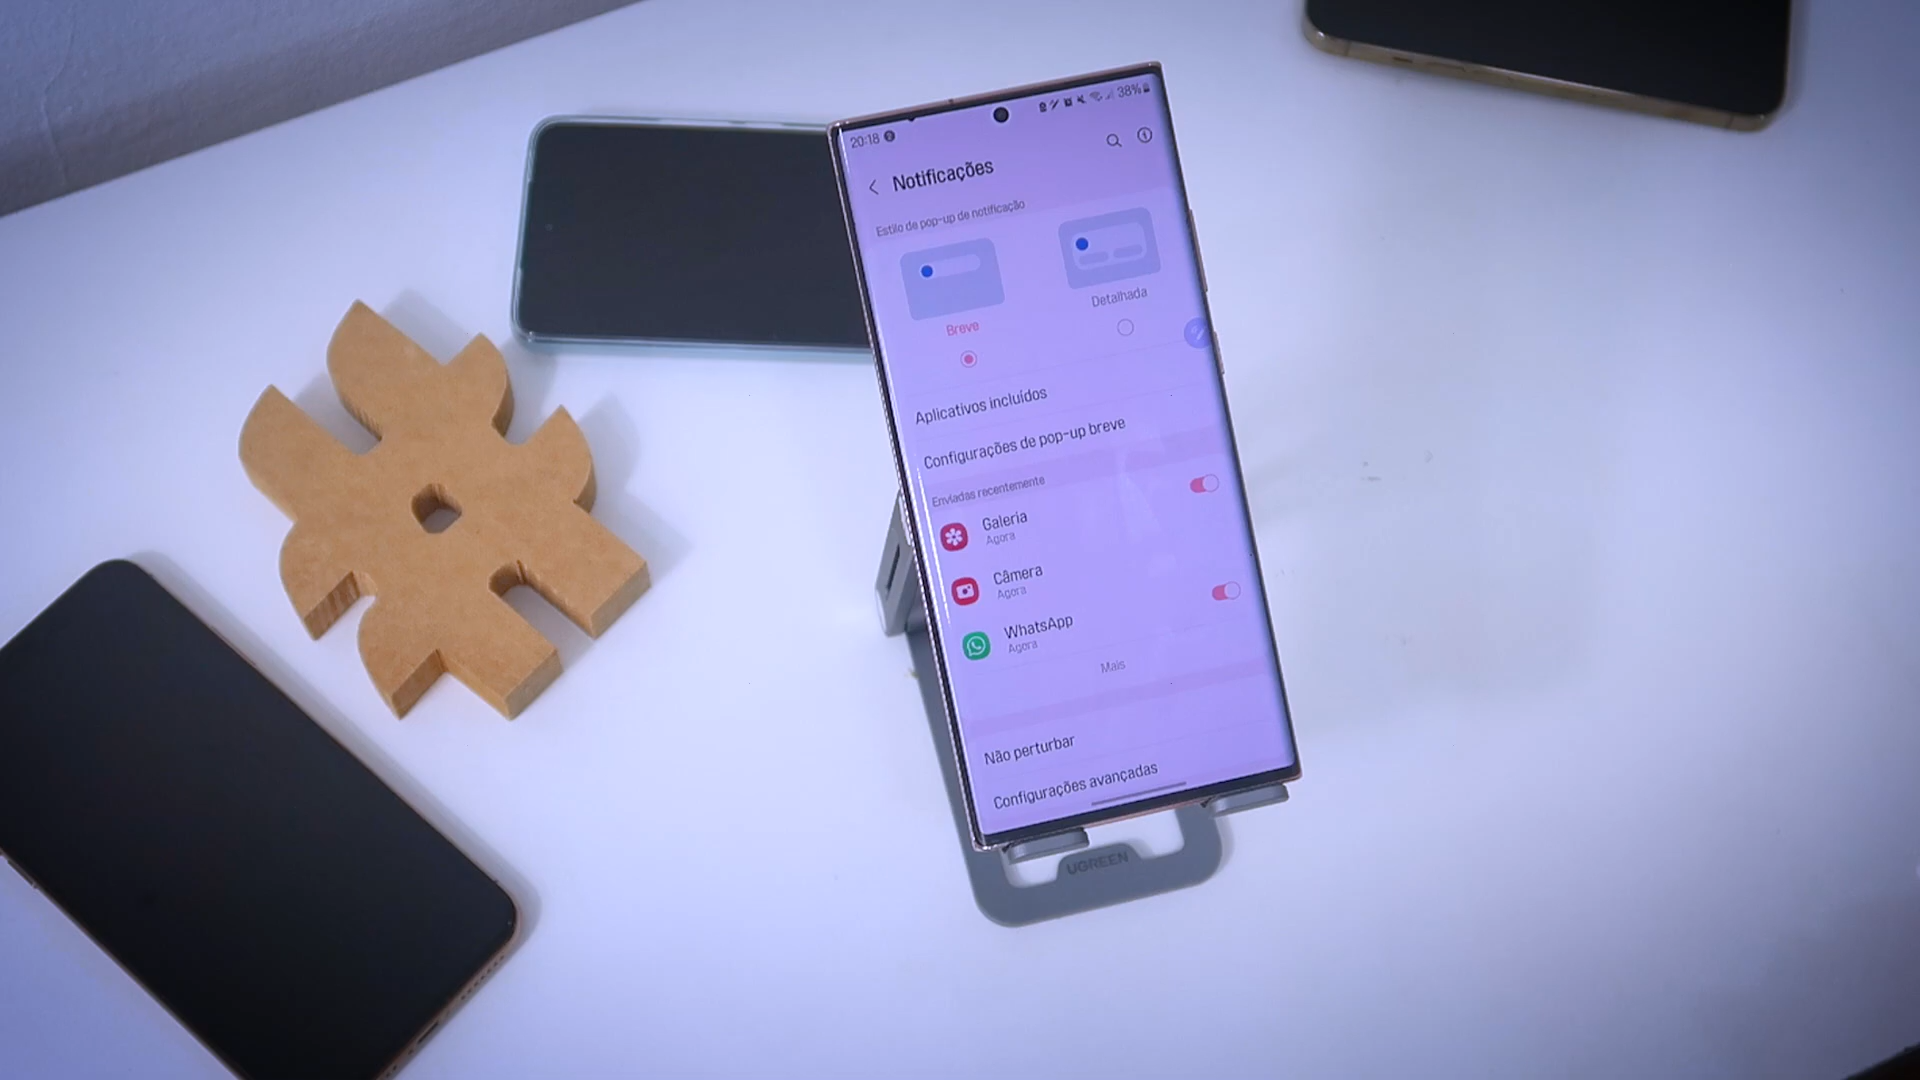 20:18
38%
Notificações
Estilo de pop-up de notificação
Breve
Detalhada
Aplicativos incluídos
Configurações de pop-up breve
Enviadas recentemente
Galeria
Agora
Câmera
Agora
WhatsApp
Agora
Mais
Não perturbar
Configurações avançadas
UGREEN